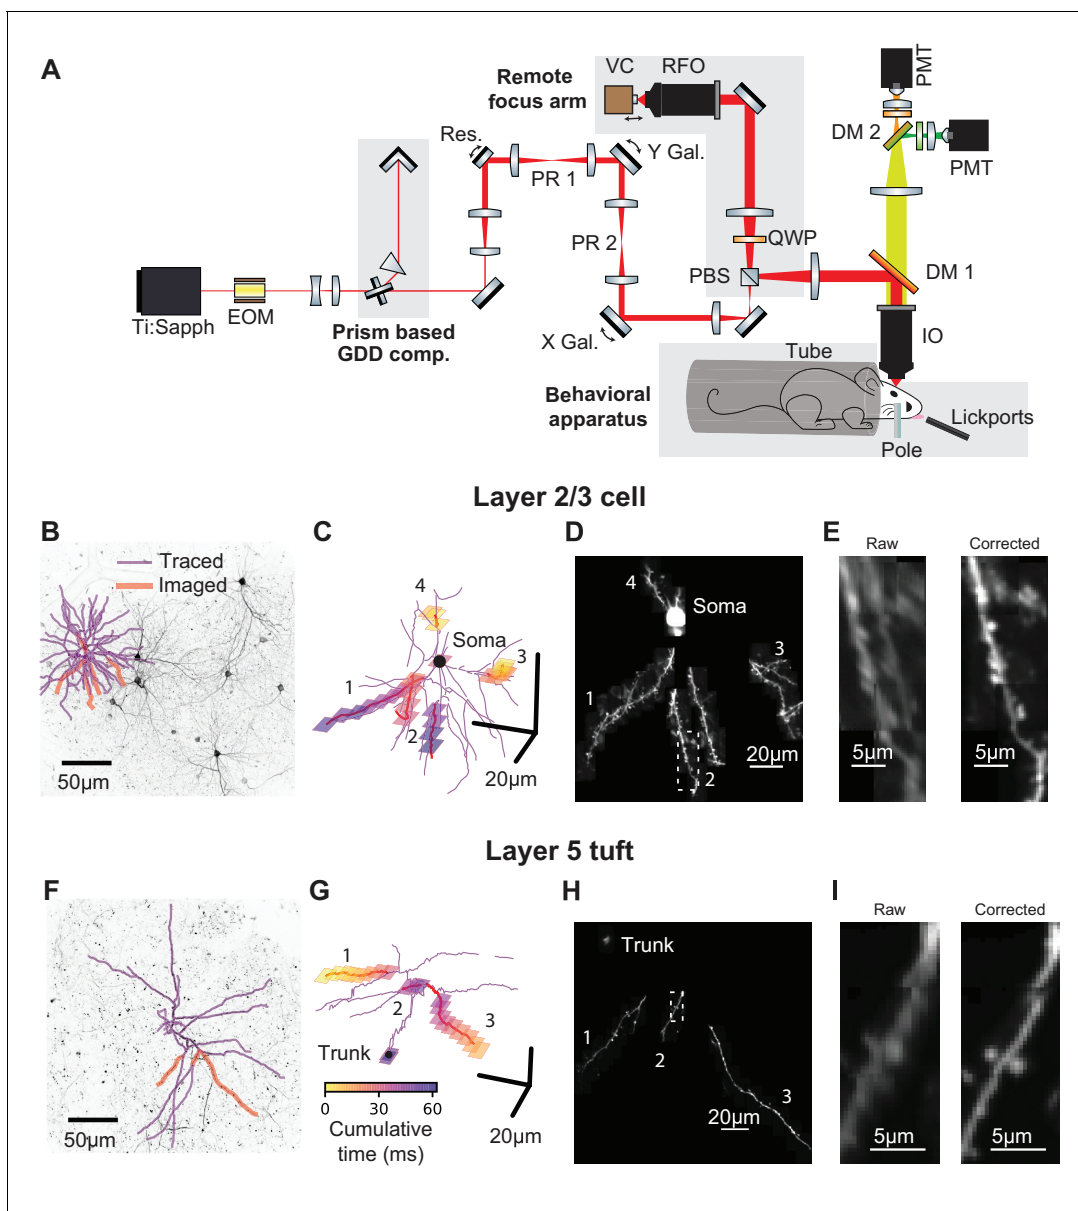 A
Ti:Sapph
EOM
Prism based
GDD comp.
Res.
PR 1
Y Gal.
PR 2
X Gal.
Remote
focus arm
VC
RFO
QWP
PBS
PMT
DM 2
PMT
DM 1
IO
Tube
Behavioral
apparatus
Lickports
Pole
Layer 2/3 cell
B
Traced
Imaged
50µm
C
4
Soma
3
1
2
20µm
D
4
Soma
3
1
2
20µm
E
Raw
Corrected
5µm
5µm
Layer 5 tuft
F
50µm
G
1
2
3
Trunk
0 30 60
Cumulative
time (ms)
20µm
H
Trunk
1
2
3
20µm
I
Raw
Corrected
5µm
5µm